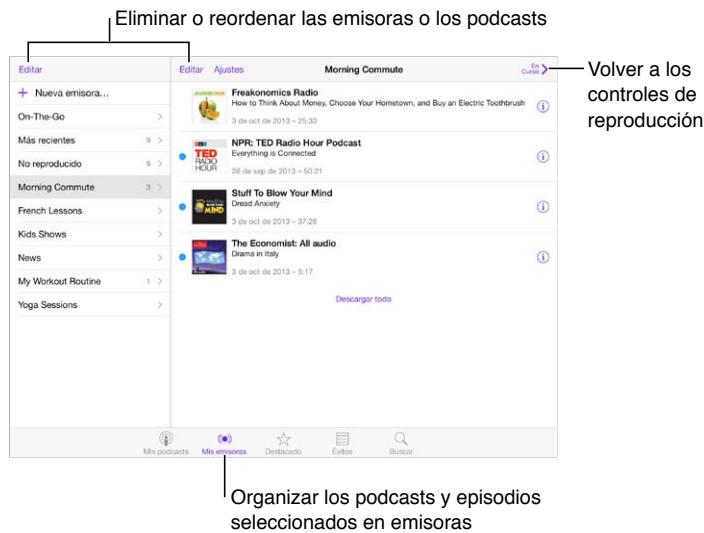 Eliminar o reordenar las emisoras o los podcasts
Editar
Editar Ajustes
Morning Commute
En Curso
Volver a los
controles de
reproducción
+ Nueva emisora...
On-The-Go
Más recientes 9
No reproducido 9
Morning Commute 3
French Lessons
Kids Shows
News
My Workout Routine 1
Yoga Sessions
Freakonomics Radio
How to Think About Money, Choose Your Hometown, and Buy an Electric Toothbrush
3 de oct de 2013 – 25:33
NPR: TED Radio Hour Podcast
Everything is Connected
26 de sep de 2013 – 50:21
TED
RADIO
HOUR
Stuff To Blow Your Mind
Dread Anxiety
3 de oct de 2013 – 37:28
MIND
The Economist: All audio
Drama in Italy
3 de oct de 2013 – 5:17
Descargar todo
Mis podcasts
Mis emisoras
Destacado
Éxitos
Buscar
Organizar los podcasts y episodios
seleccionados en emisoras